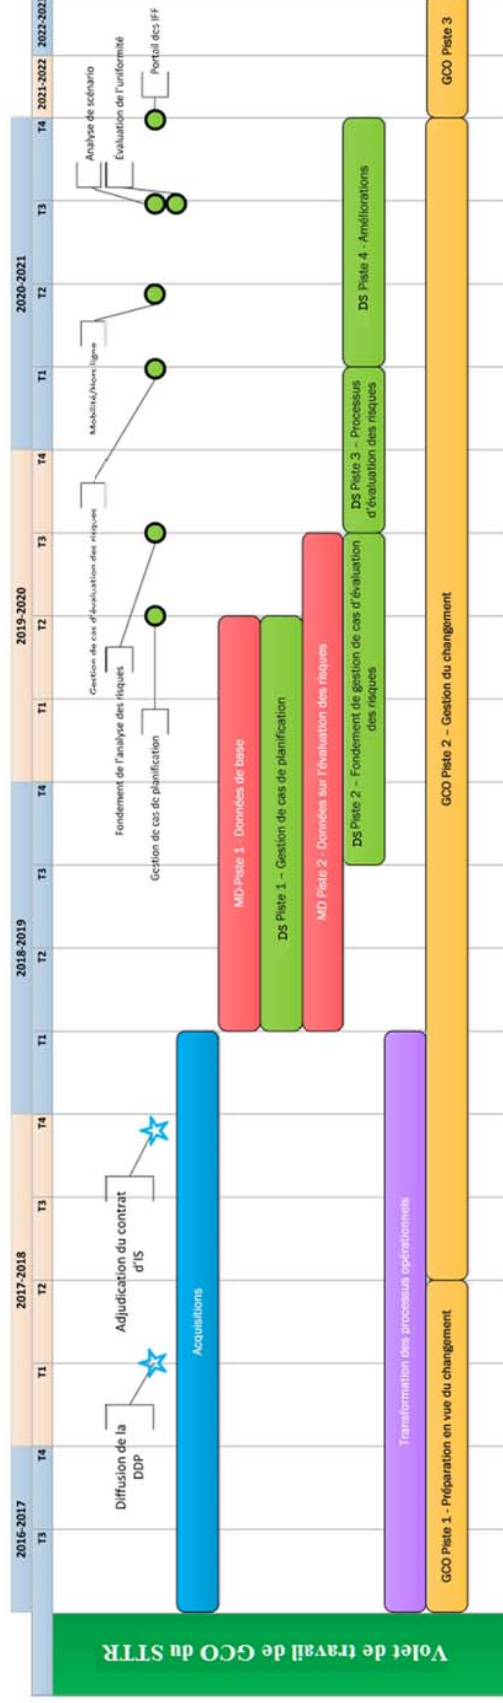 2016-2017
2017-2018
2018-2019
2019-2020
2020-2021
2021-2022
2022-2023
T3
T4
T1
T2
T3
T4
T1
T2
T3
T4
T1
T2
T3
T4
T1
T2
T3
T4
Volet de travail de GCO du STTR
Diffusion de la
DDP
Adjudication du contrat
d'IS
Gestion de cas de planification
Fondement de l'analyse des risques
Gestion de cas d'évaluation des risques
Mobilité/Hors ligne
Analyse de scénario
Évaluation de l'uniformité
Portail des IFF
Acquisitions
MD-Piste 1 - Données de base
DS Piste 1 – Gestion de cas de planification
MD Piste 2 - Données sur l'évaluation des risques
DS Piste 2 – Fondement de gestion de cas d'évaluation
des risques
DS Piste 3 – Processus
d'évaluation des risques
DS Piste 4 - Améliorations
Transformation des processus opérationnels
GCO Piste 1 - Préparation en vue du changement
GCO Piste 2 – Gestion du changement
GCO Piste 3